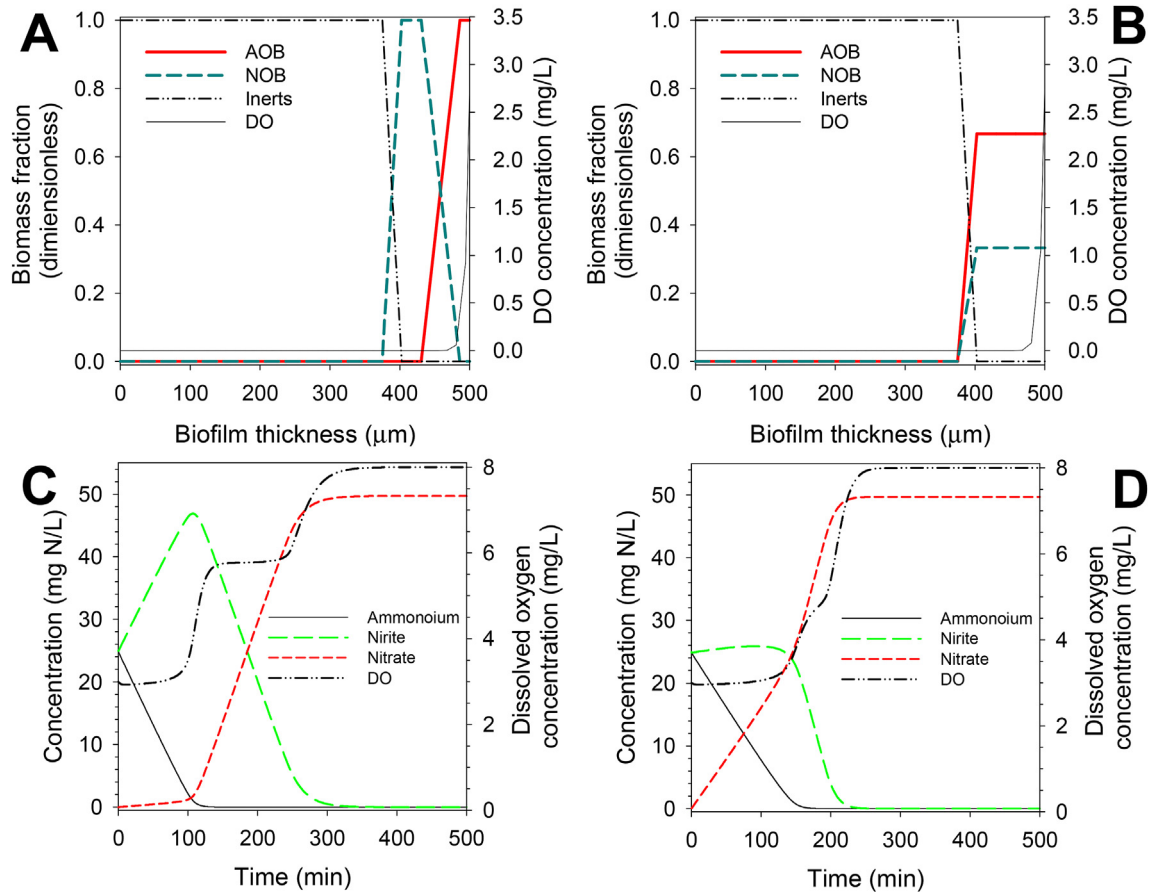 A
1.0
0.8
0.6
0.4
0.2
0.0
Biomass fraction
(dimiensionless)
AOB
NOB
Inerts
DO
3.5
3.0
2.5
2.0
1.5
1.0
0.5
0.0
DO concentration (mg/L)
0 100 200 300 400 500
Biofilm thickness (μm)
B
1.0
0.8
0.6
0.4
0.2
0.0
Biomass fraction
(dimiensionless)
AOB
NOB
Inerts
DO
3.5
3.0
2.5
2.0
1.5
1.0
0.5
0.0
DO concentration (mg/L)
0 100 200 300 400 500
Biofilm thickness (μm)
C
50
40
30
20
10
0
Concentration (mg N/L)
Ammonoium
Nirite
Nitrate
DO
8
6
4
2
0
Dissolved oxygen
concentration (mg/L)
0 100 200 300 400 500
Time (min)
D
50
40
30
20
10
0
Concentration (mg N/L)
Ammonoium
Nirite
Nitrate
DO
8
6
4
2
0
Dissolved oxygen
concentration (mg/L)
0 100 200 300 400 500
Time (min)